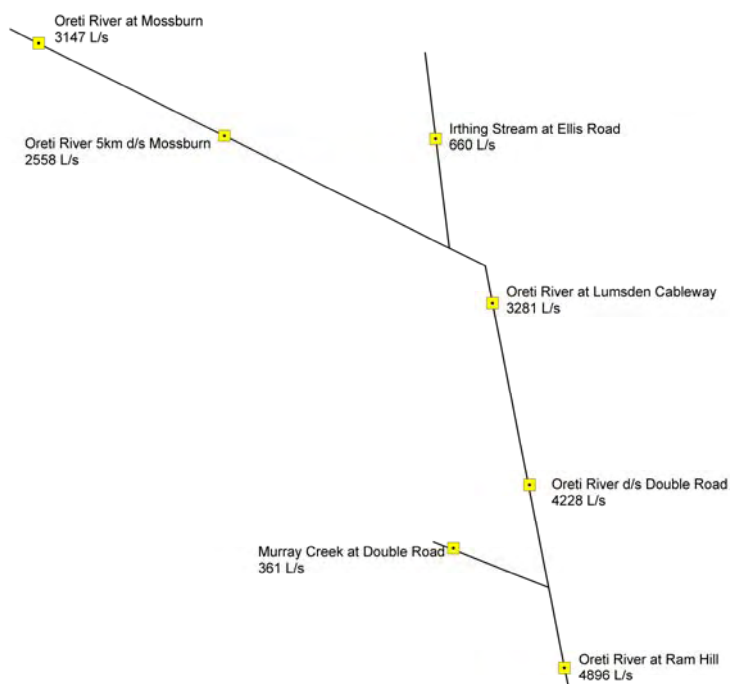 Oreti River at Mossburn
3147 L/s
Irthing Stream at Ellis Road
660 L/s
Oreti River 5km d/s Mossburn
2558 L/s
Oreti River at Lumsden Cableway
3281 L/s
Oreti River d/s Double Road
4228 L/s
Murray Creek at Double Road
361 L/s
Oreti River at Ram Hill
4896 L/s